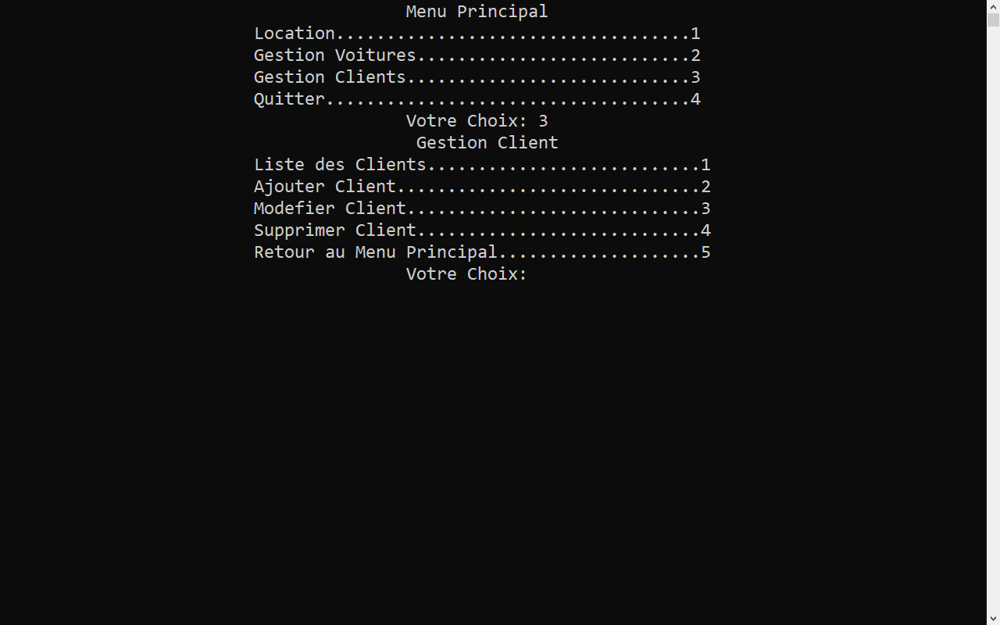 Menu Principal
Location...................................1
Gestion Voitures...........................2
Gestion Clients............................3
Quitter....................................4
Votre Choix: 3
Gestion Client
Liste des Clients...........................1
Ajouter Client..............................2
Modefier Client.............................3
Supprimer Client............................4
Retour au Menu Principal....................5
Votre Choix: